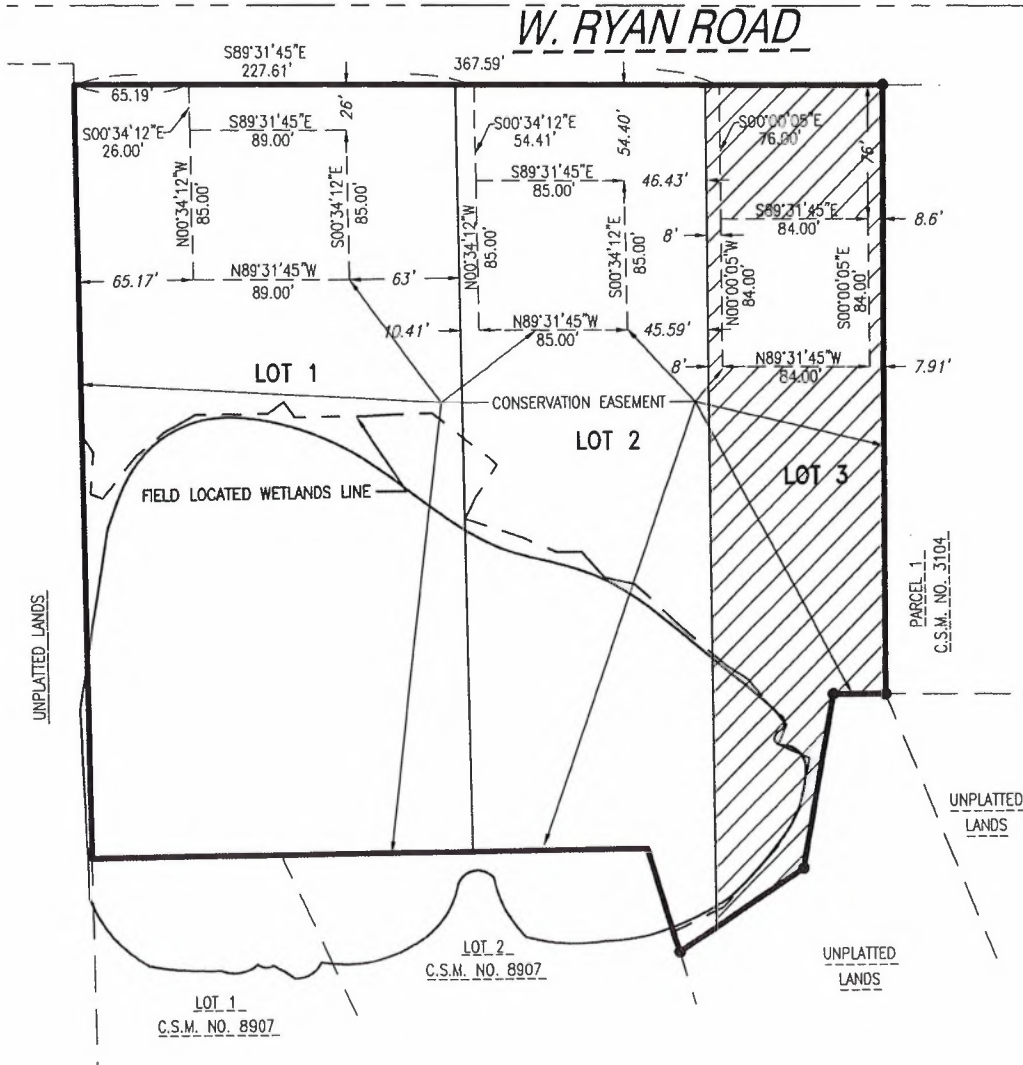 W. RYAN ROAD
S89°31'45"E
227.61'
367.59'
65.19'
26'
S00°34'12"E
26.00'
S89°31'45"E
89.00'
N00°34'12"W
85.00'
S00°34'12"E
85.00'
65.17'
N89°31'45"W
89.00'
63'
10.41'
S00°34'12"E
54.41'
54.40'
S89°31'45"E
85.00'
N00°34'12"W
85.00'
S00°34'12"E
85.00'
N89°31'45"W
85.00'
46.43'
8'
45.59'
8'
S00°00'05"E
76.00'
76'
S89°31'45"E
84.00'
8.6'
N00°00'05"W
84.00'
S00°00'05"E
84.00'
N89°31'45"W
84.00'
7.91'
LOT 1
CONSERVATION EASEMENT
LOT 2
LOT 3
FIELD LOCATED WETLANDS LINE
UNPLATTED LANDS
PARCEL 1
C.S.M. NO. 3104
UNPLATTED
LANDS
UNPLATTED
LANDS
LOT 2
C.S.M. NO. 8907
LOT 1
C.S.M. NO. 8907